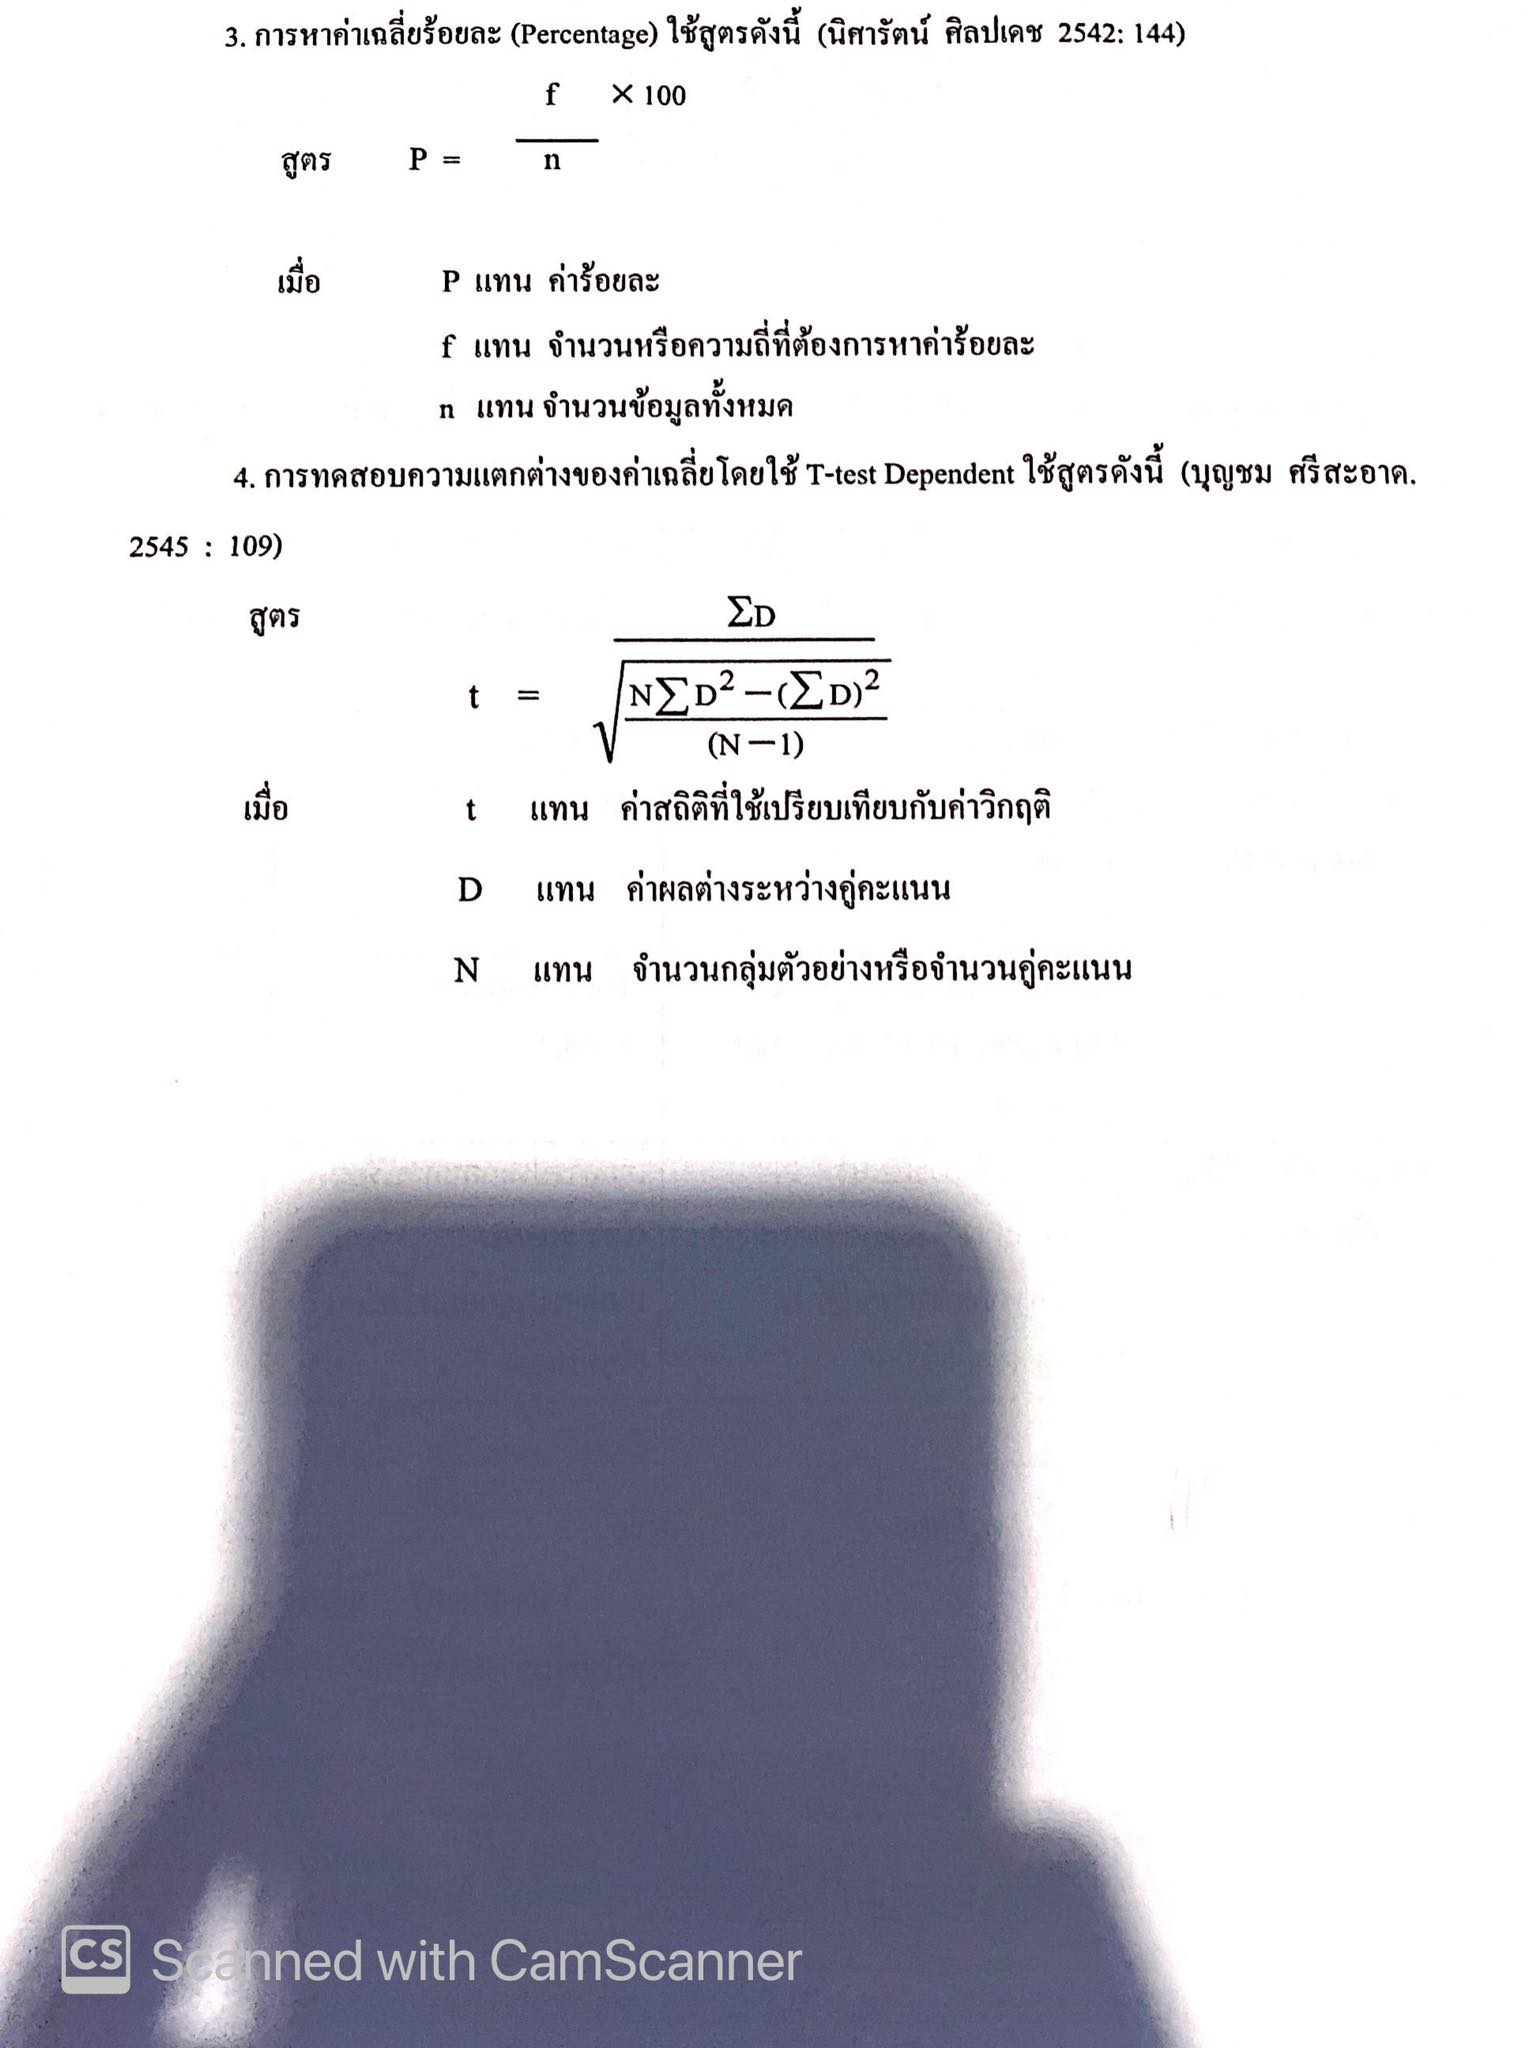 3. การหาค่าเฉลี่ยร้อยละ (Percentage) ใช้สูตรดังนี้ (นิศารัตน์ ศิลปเดช 2542: 144)
f × 100
สูตร P = n
เมื่อ P แทน ค่าร้อยละ
f แทน จำนวนหรือความถี่ที่ต้องการหาค่าร้อยละ
n แทน จำนวนข้อมูลทั้งหมด
4. การทดสอบความแตกต่างของค่าเฉลี่ยโดยใช้ T-test Dependent ใช้สูตรดังนี้ (บุญชม ศรีสะอาด.
2545 : 109)
สูตร ΣD
t = √ N∑D² −(∑D)²
(N−1)
เมื่อ t แทน ค่าสถิติที่ใช้เปรียบเทียบกับค่าวิกฤติ
D แทน ค่าผลต่างระหว่างคู่คะแนน
N แทน จำนวนกลุ่มตัวอย่างหรือจำนวนคู่คะแนน
CS Scanned with CamScanner